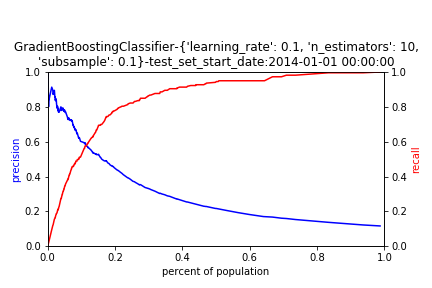 GradientBoostingClassifier-{'learning_rate': 0.1, 'n_estimators': 10,
'subsample': 0.1}-test_set_start_date:2014-01-01 00:00:00
1.0
0.8
0.6
0.4
0.2
0.0
precision
1.0
0.8
0.6
0.4
0.2
0.0
recall
0.0 0.2 0.4 0.6 0.8 1.0
percent of population